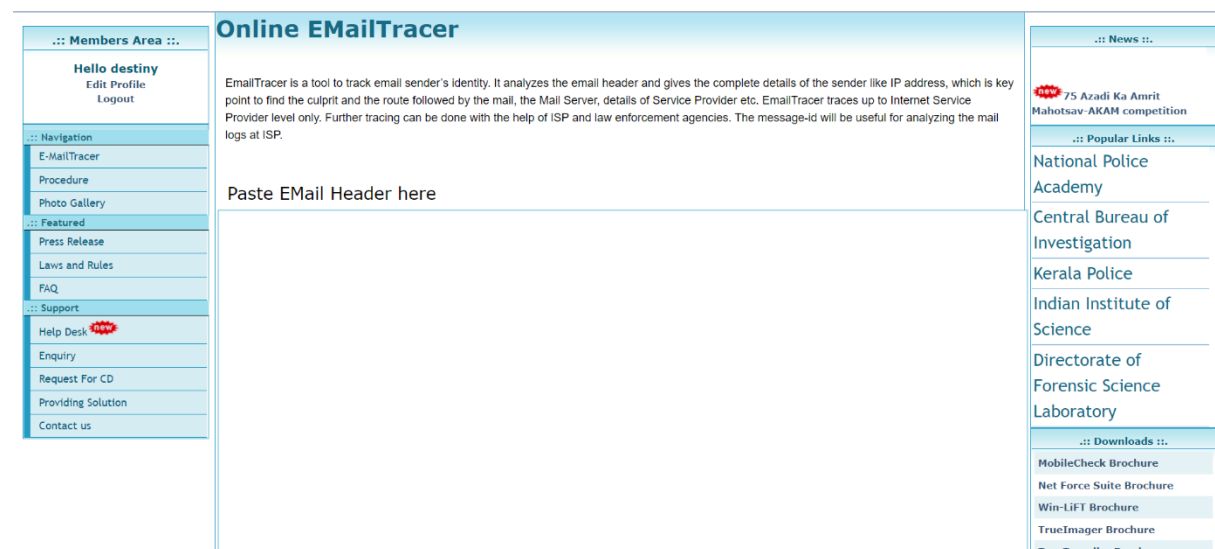 .:: Members Area ::.
Hello destiny
Edit Profile
Logout
.:: Navigation
E-MailTracer
Procedure
Photo Gallery
.:: Featured
Press Release
Laws and Rules
FAQ
.:: Support
Help Desk new
Enquiry
Request For CD
Providing Solution
Contact us
Online EMailTracer
EmailTracer is a tool to track email sender's identity. It analyzes the email header and gives the complete details of the sender like IP address, which is key
point to find the culprit and the route followed by the mail, the Mail Server, details of Service Provider etc. EmailTracer traces up to Internet Service
Provider level only. Further tracing can be done with the help of ISP and law enforcement agencies. The message-id will be useful for analyzing the mail
logs at ISP.
Paste EMail Header here
.:: News ::.
new 75 Azadi Ka Amrit
Mahotsav-AKAM competition
.:: Popular Links ::.
National Police
Academy
Central Bureau of
Investigation
Kerala Police
Indian Institute of
Science
Directorate of
Forensic Science
Laboratory
.:: Downloads ::.
MobileCheck Brochure
Net Force Suite Brochure
Win-LiFT Brochure
TrueImager Brochure